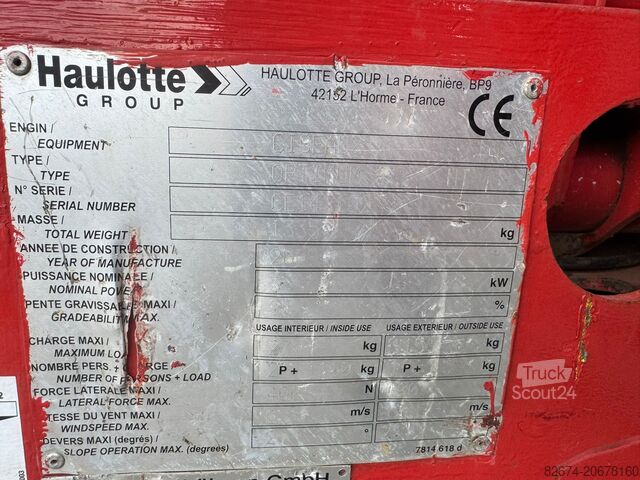 Haulotte
GROUP
HAULOTTE GROUP, La Péronnière, BP9
42152 L'Horme - France
CE
ENGIN /
EQUIPMENT
TYPE /
TYPE
N° SERIE /
SERIAL NUMBER
MASSE /
TOTAL WEIGHT kg
ANNEE DE CONSTRUCTION /
YEAR OF MANUFACTURE
PUISSANCE NOMINALE /
NOMINAL POWER kW
PENTE GRAVISSABLE MAXI /
GRADEABILITY MAX. %
USAGE INTERIEUR / INSIDE USE USAGE EXTERIEUR / OUTSIDE USE
CHARGE MAXI /
MAXIMUM LOAD kg kg
NOMBRE PERS. + CHARGE
NUMBER OF PERSONS + LOAD P + kg P + kg
FORCE LATERALE MAXI /
LATERAL FORCE MAX. N N
VITESSE DU VENT MAXI /
WINDSPEED MAX. m/s m/s
DEVERS MAXI (degrés) /
SLOPE OPERATION MAX. (degrees) ° °
7814 618 d
GmbH
Truck
Scout24
82674-20678160